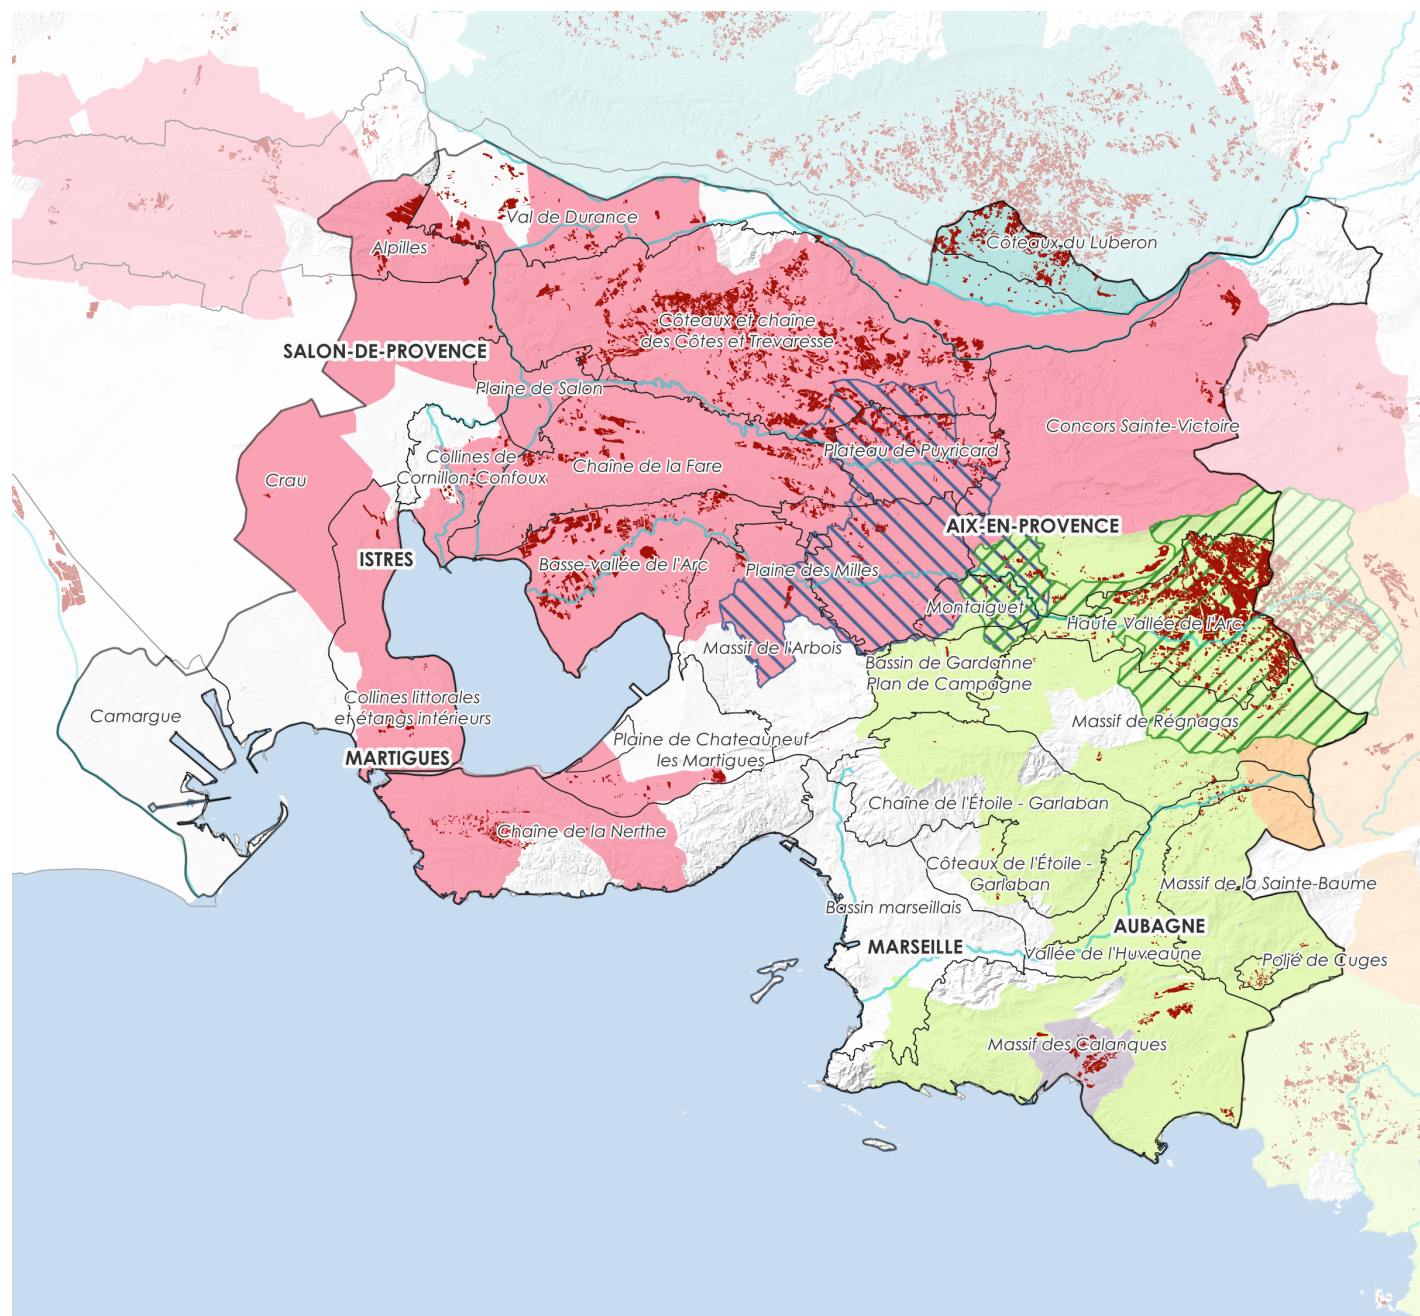 Val de Durance
Alpilles
Côteaux du Luberon
Côteaux et chaîne
des Côtes et Trévaresse
SALON-DE-PROVENCE
Plaine de Salon
Concors Sainte-Victoire
Plateau de Puyricard
Collines de
Cornillon-Confoux
Chaîne de la Fare
Crau
AIX-EN-PROVENCE
ISTRES
Basse-vallée de l'Arc
Plaine des Milles
Montaiguet
Haute Vallée de l'Arc
Massif de l'Arbois
Bassin de Gardanne
Plan de Campagne
Collines littorales
et étangs intérieurs
Camargue
Massif de Régnagas
Plaine de Chateauneuf
les Martigues
MARTIGUES
Chaîne de l'Étoile - Garlaban
Chaîne de la Nerthe
Côteaux de l'Étoile -
Garlaban
Massif de la Sainte-Baume
Bassin marseillais
AUBAGNE
MARSEILLE
Vallée de l'Huveaune
Poljé de Cuges
Massif des Calanques